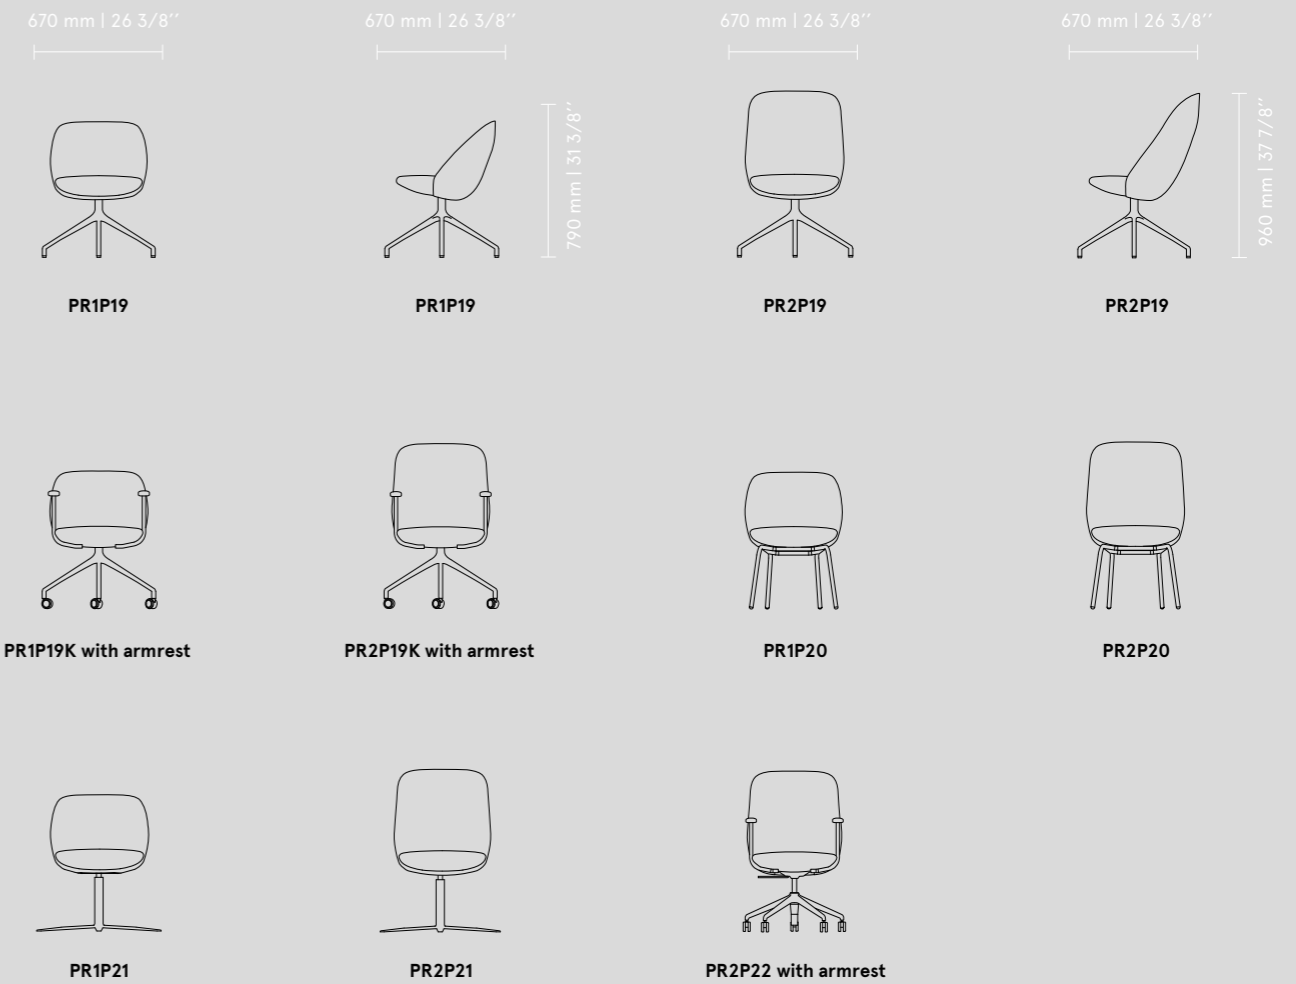 670 mm | 26 3/8’’
670 mm | 26 3/8’’
670 mm | 26 3/8’’
670 mm | 26 3/8’’
790 mm | 31 3/8’’
960 mm | 37 7/8’’
PR1P19
PR1P19
PR2P19
PR2P19
PR1P19K with armrest
PR2P19K with armrest
PR1P20
PR2P20
PR1P21
PR2P21
PR2P22 with armrest